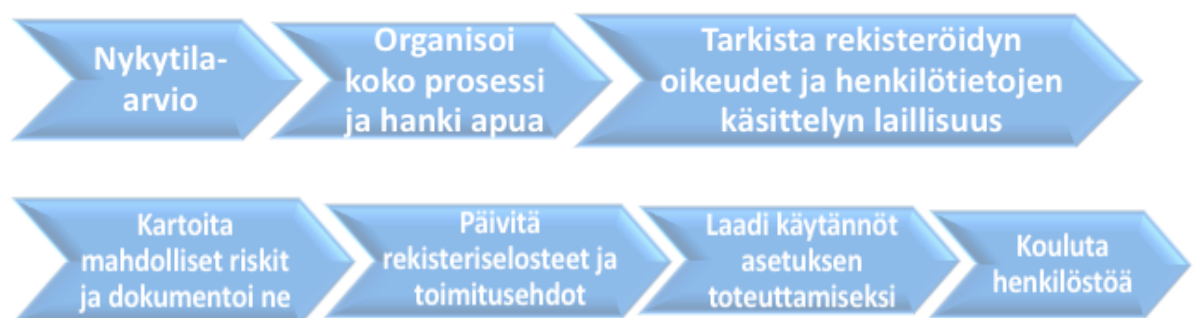 Nykytila-
arvio
Organisoi
koko prosessi
ja hanki apua
Tarkista rekisteröidyn
oikeudet ja henkilötietojen
käsittelyn laillisuus
Kartoita
mahdolliset riskit
ja dokumentoi ne
Päivitä
rekisteriselosteet ja
toimitusehdot
Laadi käytännöt
asetuksen
toteuttamiseksi
Kouluta
henkilöstöä